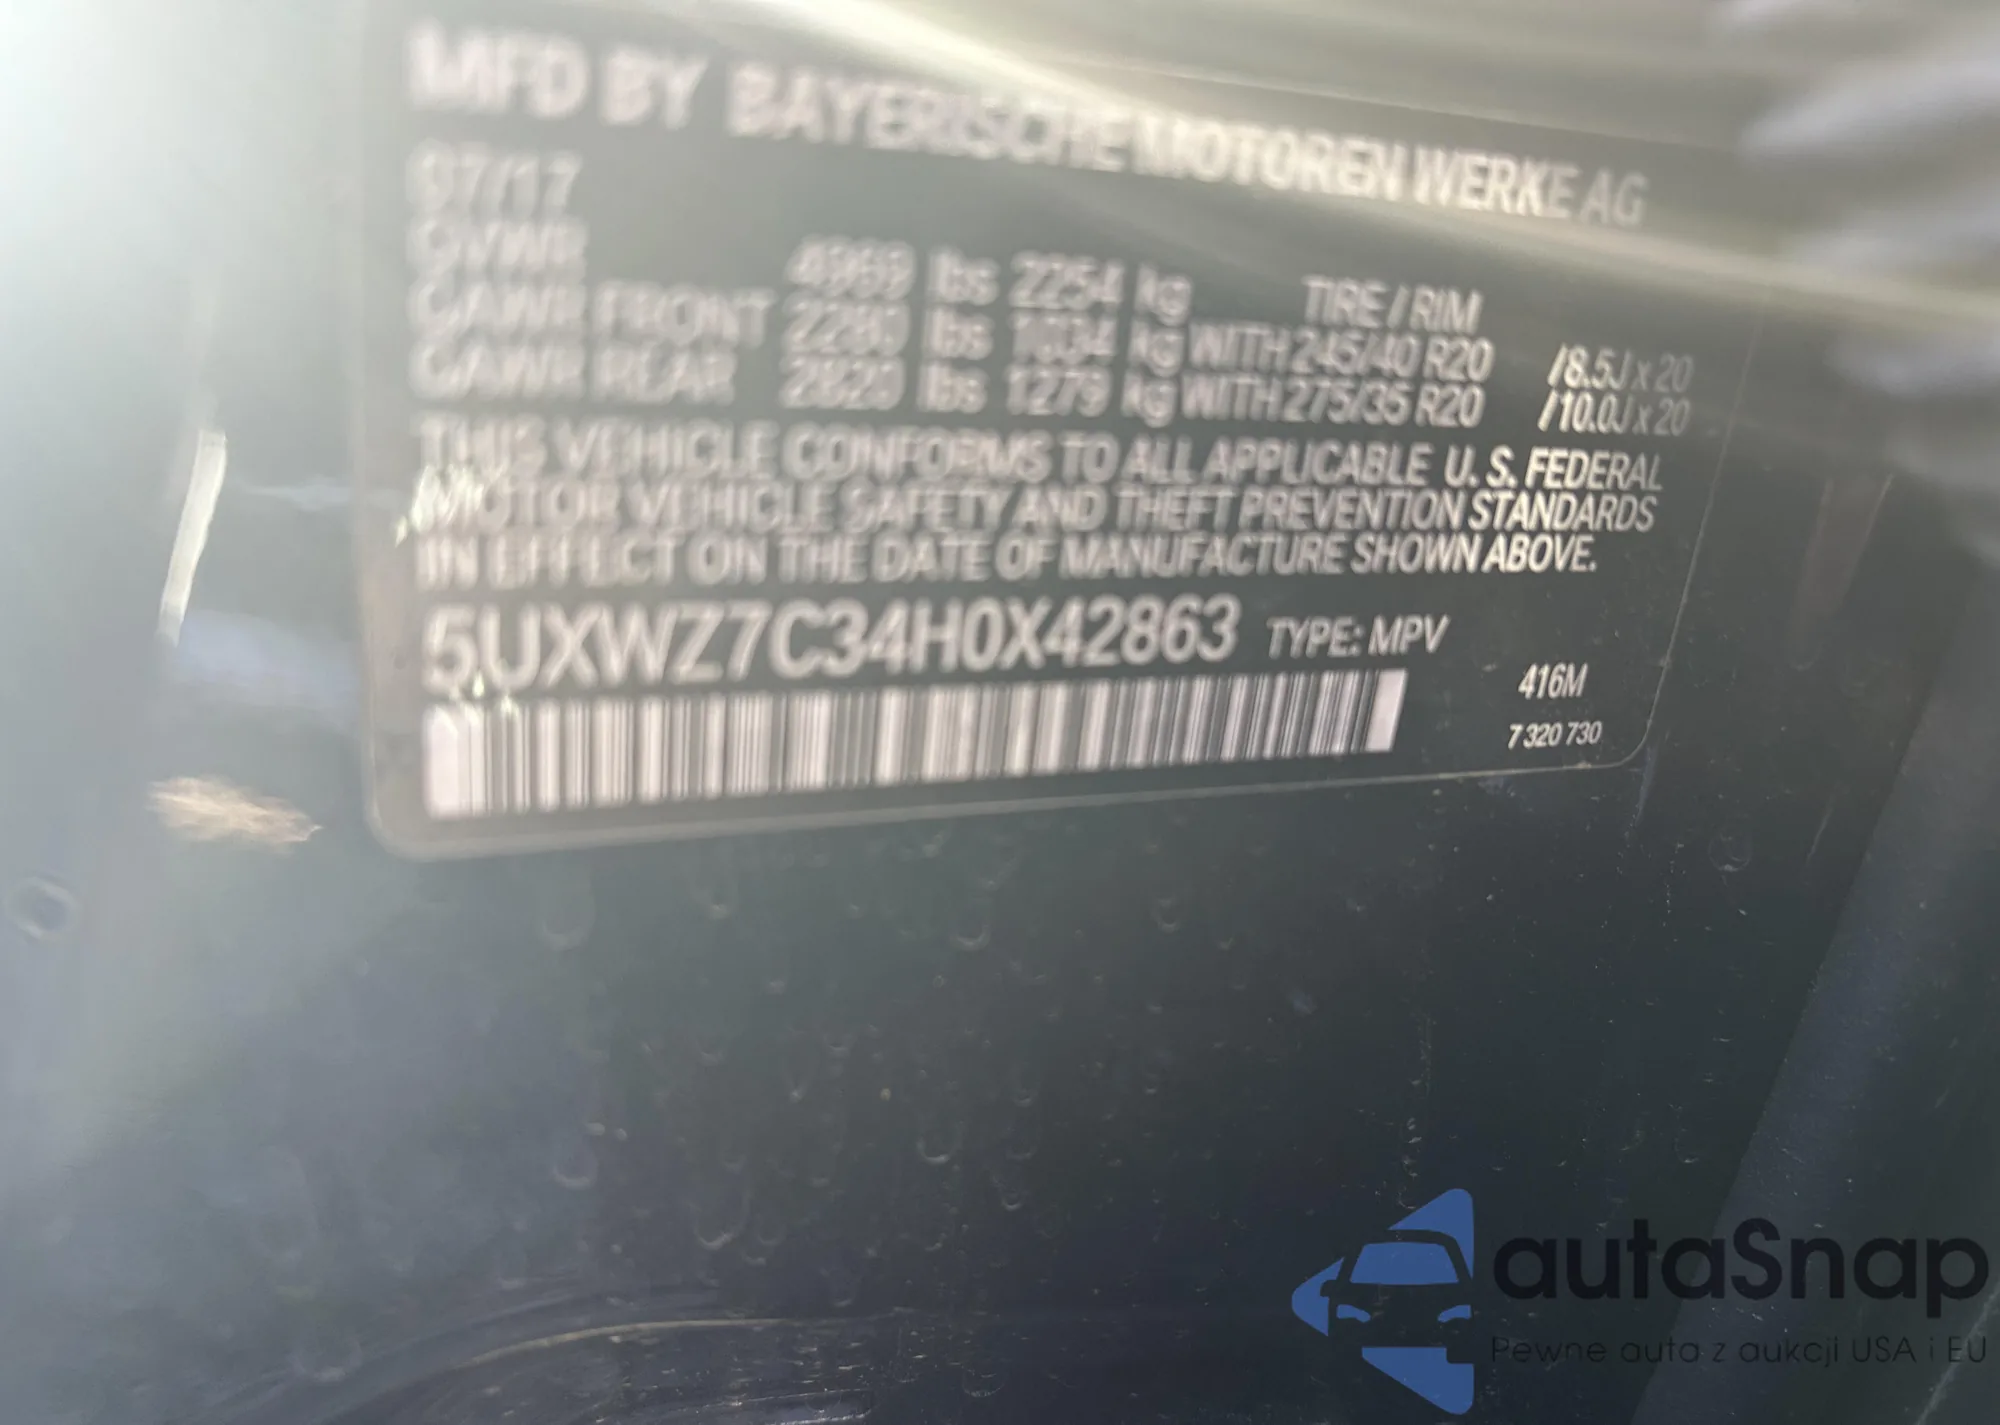 MFD BY BAYERISCHE MOTOREN WERKE AG
07/17
GVWR 4969 lbs 2254 kg TIRE / RIM
GAWR FRONT 2280 lbs 1034 kg WITH 245/40 R20 /8.5J x 20
GAWR REAR 2820 lbs 1279 kg WITH 275/35 R20 /10.0J x 20
THIS VEHICLE CONFORMS TO ALL APPLICABLE U. S. FEDERAL
MOTOR VEHICLE SAFETY AND THEFT PREVENTION STANDARDS
IN EFFECT ON THE DATE OF MANUFACTURE SHOWN ABOVE.
5UXWZ7C34H0X42863 TYPE: MPV
416M
7 320 730
autaSnap
Pewne auta z aukcji USA i EU